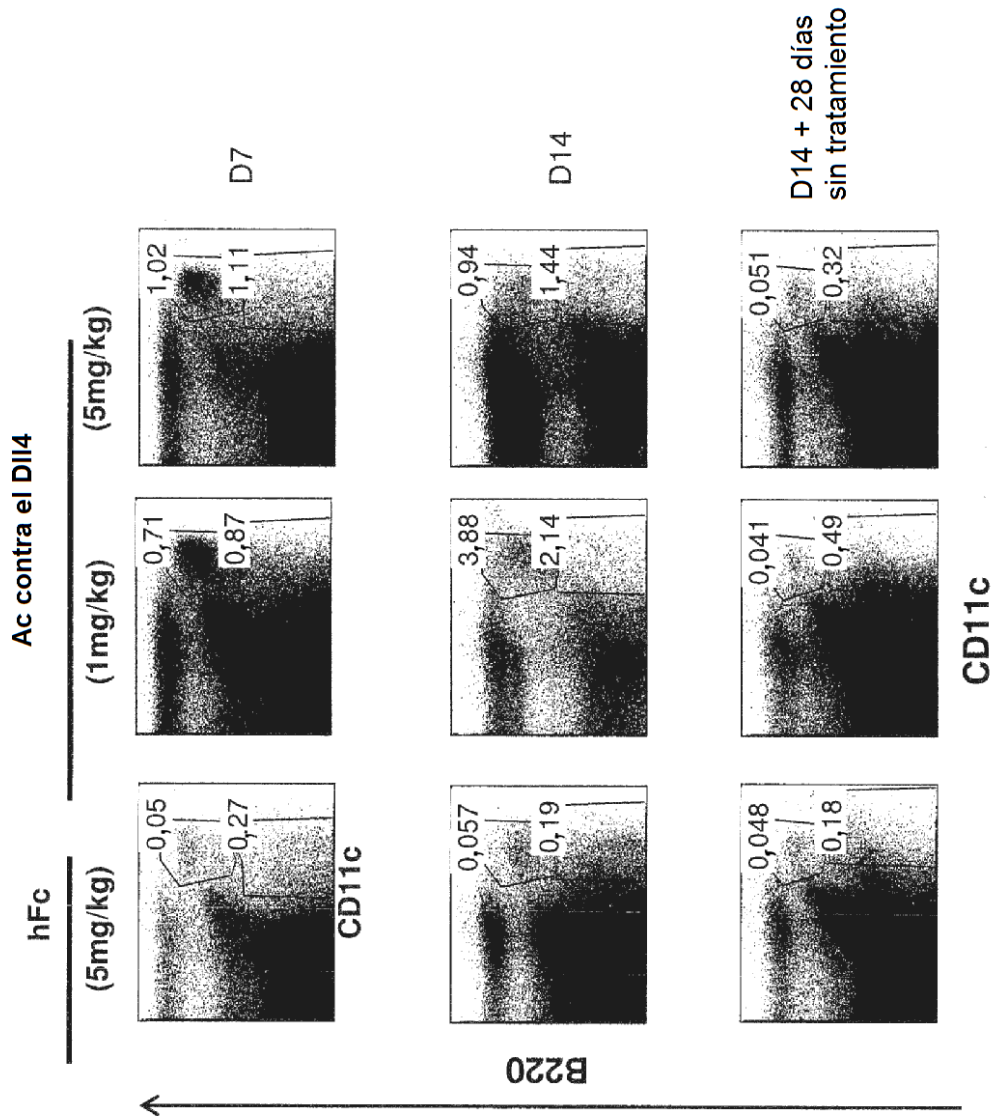 Ac contra el Dll4
hFc
(5mg/kg) (1mg/kg) (5mg/kg)
0,05 0,71 1,02
0,27 0,87 1,11
D7
CD11c
0,057 3,88 0,94
0,19 2,14 1,44
D14
0,048 0,041 0,051
0,18 0,49 0,32
D14 + 28 días
sin tratamiento
B220
CD11c